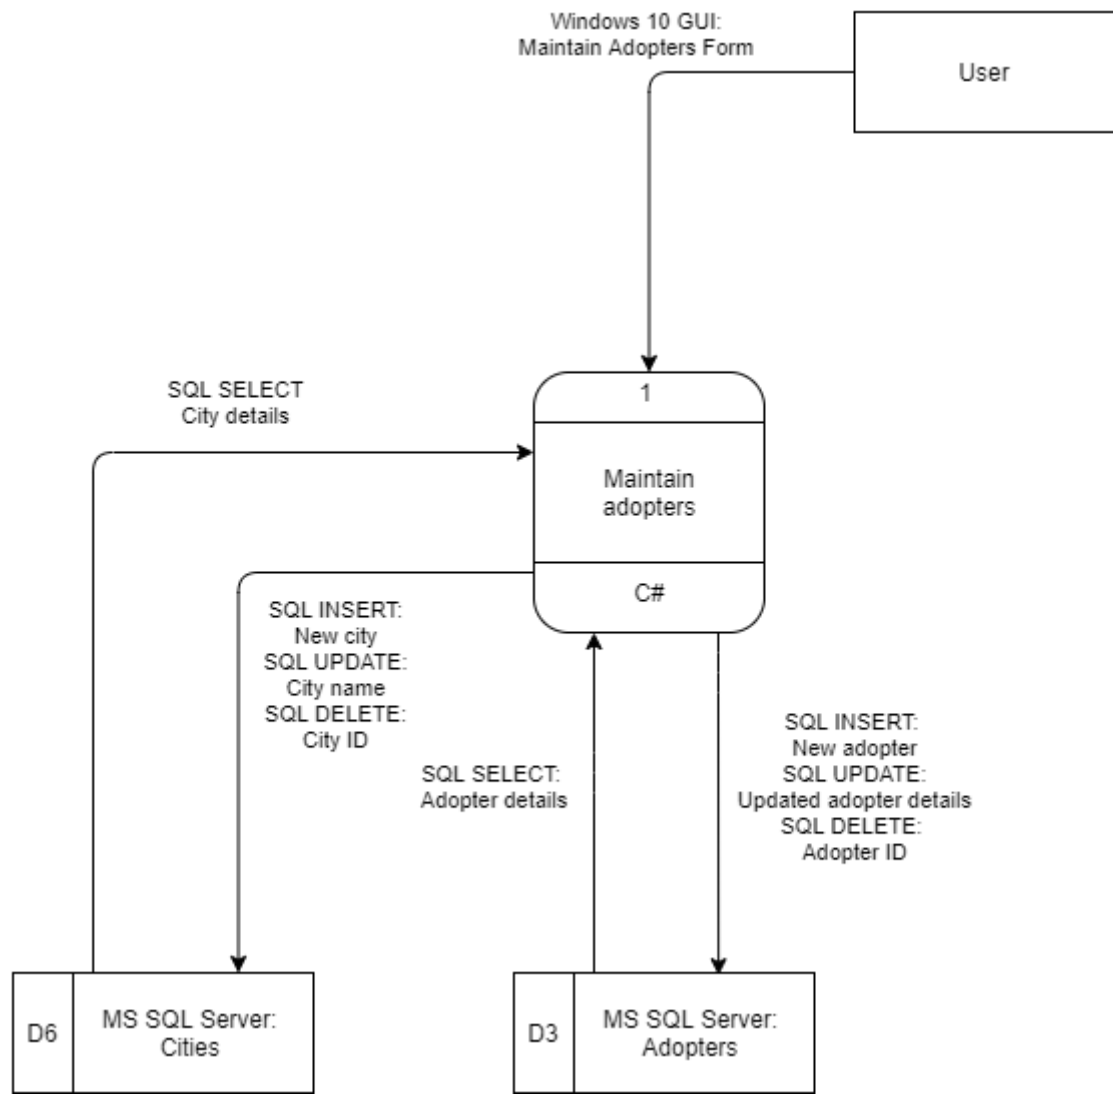 Windows 10 GUI:
Maintain Adopters Form
User
1
Maintain
adopters
C#
SQL SELECT
City details
SQL INSERT:
New city
SQL UPDATE:
City name
SQL DELETE:
City ID
SQL SELECT:
Adopter details
SQL INSERT:
New adopter
SQL UPDATE:
Updated adopter details
SQL DELETE:
Adopter ID
D6
MS SQL Server:
Cities
D3
MS SQL Server:
Adopters